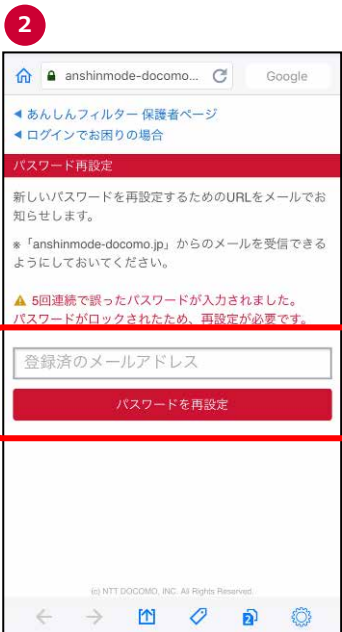 2
anshinmode-docomo...
Google
◀ あんしんフィルター 保護者ページ
◀ ログインでお困りの場合
パスワード再設定
新しいパスワードを再設定するためのURLをメールでお
知らせします。
※「anshinmode-docomo.jp」からのメールを受信できる
ようにしておいてください。
5回連続で誤ったパスワードが入力されました。
パスワードがロックされたため、再設定が必要です。
登録済のメールアドレス
パスワードを再設定
(c) NTT DOCOMO, INC. All Rights Reserved.
2